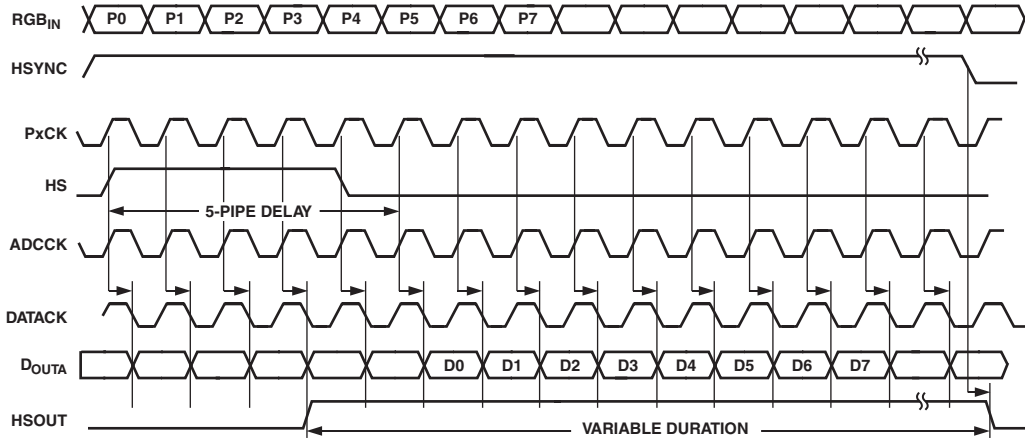 RGBIN P0 P1 P2 P3 P4 P5 P6 P7
HSYNC
PxCK
HS
5-PIPE DELAY
ADCCK
DATACK
DOUTA D0 D1 D2 D3 D4 D5 D6 D7
HSOUT
VARIABLE DURATION